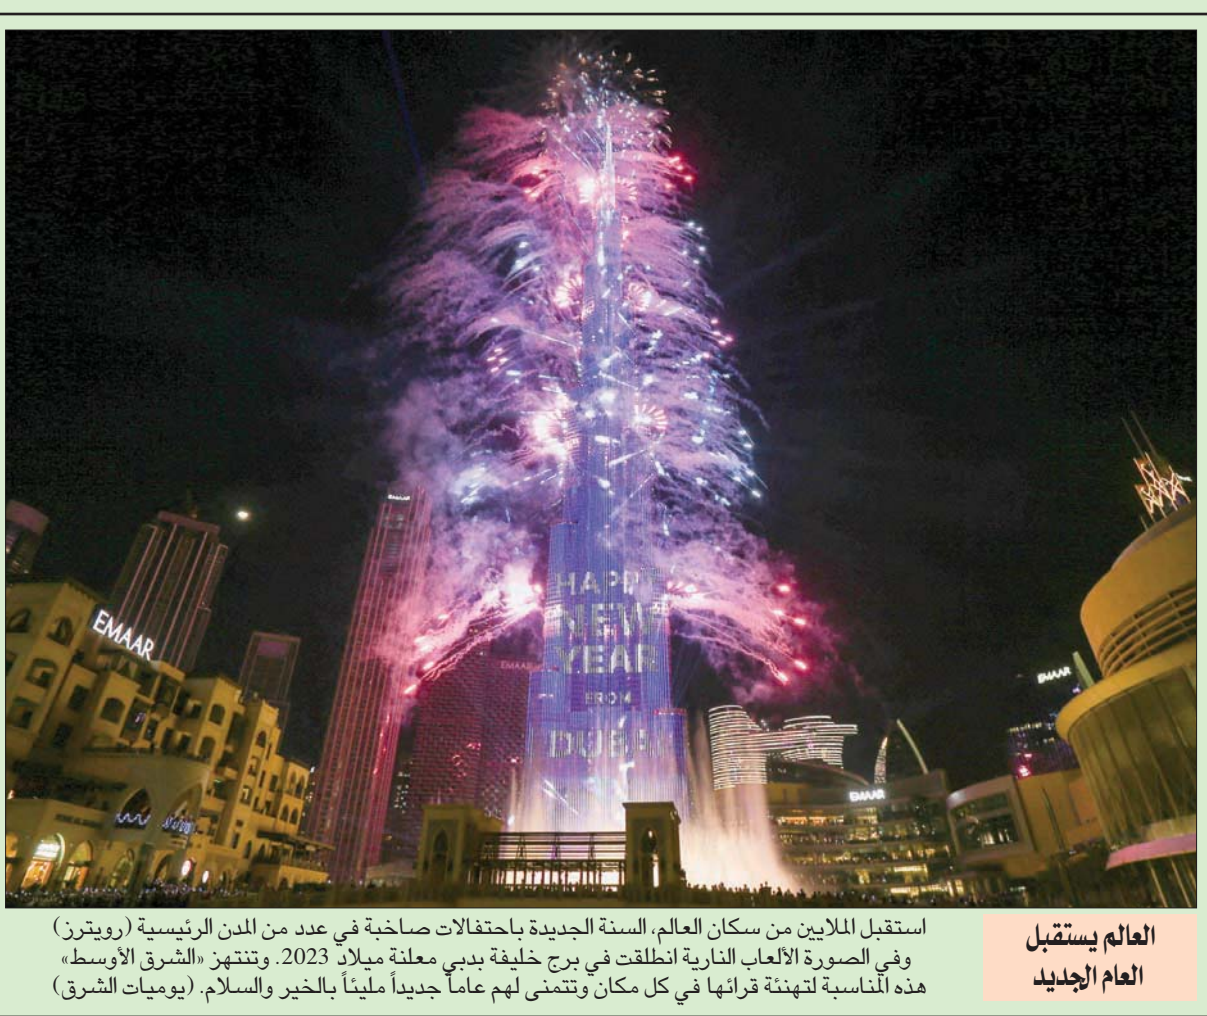 EMAAR
EMAAR
EMAAR
HAPPY
NEW
YEAR
FROM
DUBAI
EMAAR
EMAAR
العالم يستقبل
العام الجديد
استقبل الملايين من سكان العالم، السنة الجديدة باحتفالات صاخبة في عدد من المدن الرئيسية (رويترز)
وفي الصورة الألعاب النارية انطلقت في برج خليفة بدبي معلنة ميلاد 2023. وتنتهز «الشرق الأوسط»
هذه المناسبة لتهنئة قرائها في كل مكان وتتمنى لهم عاماً جديداً مليئاً بالخير والسلام. (يوميات الشرق)